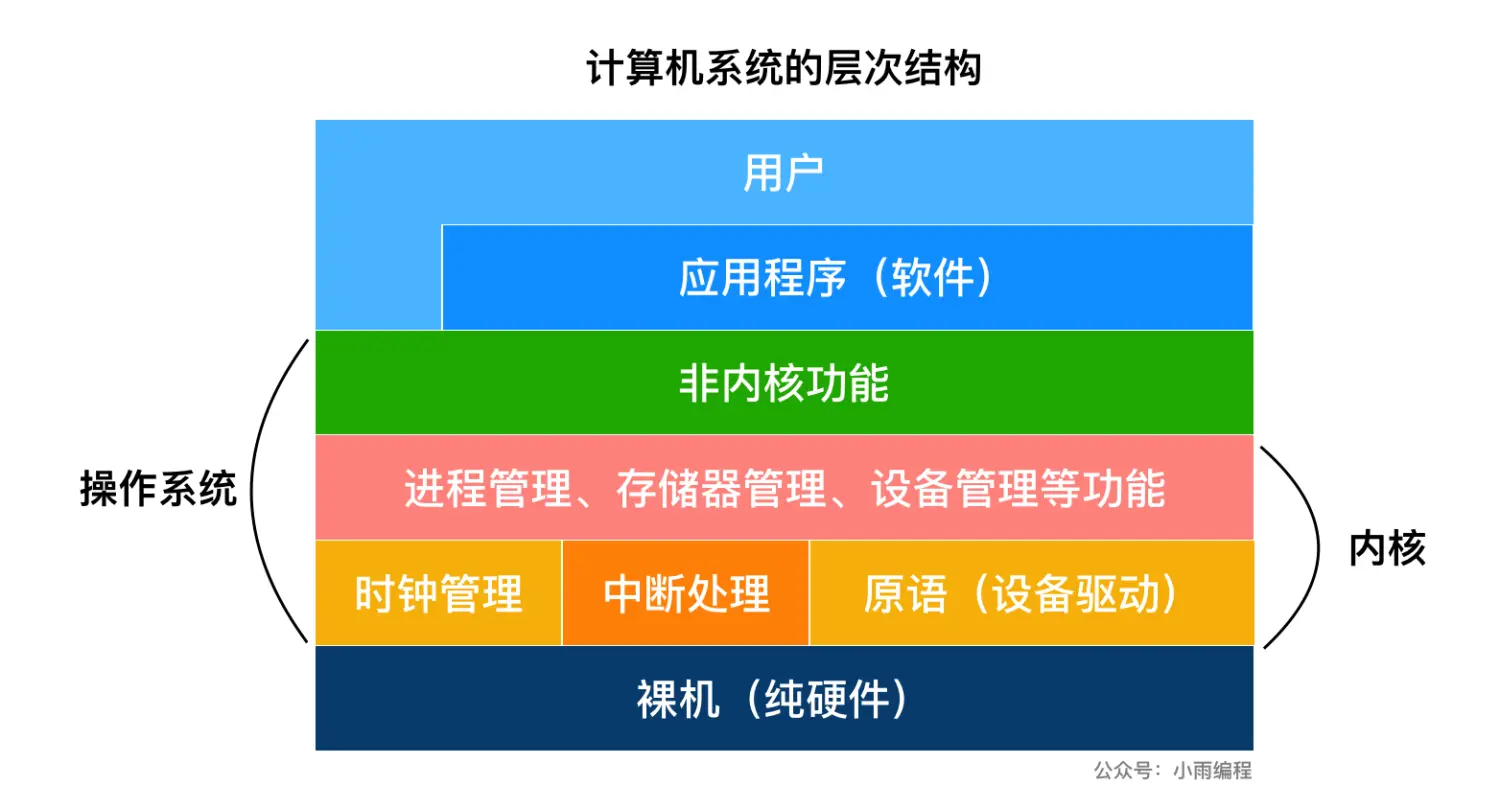 计算机系统的层次结构
用户
应用程序（软件）
非内核功能
操作系统
进程管理、存储器管理、设备管理等功能
内核
时钟管理
中断处理
原语（设备驱动）
裸机（纯硬件）
公众号：小雨编程